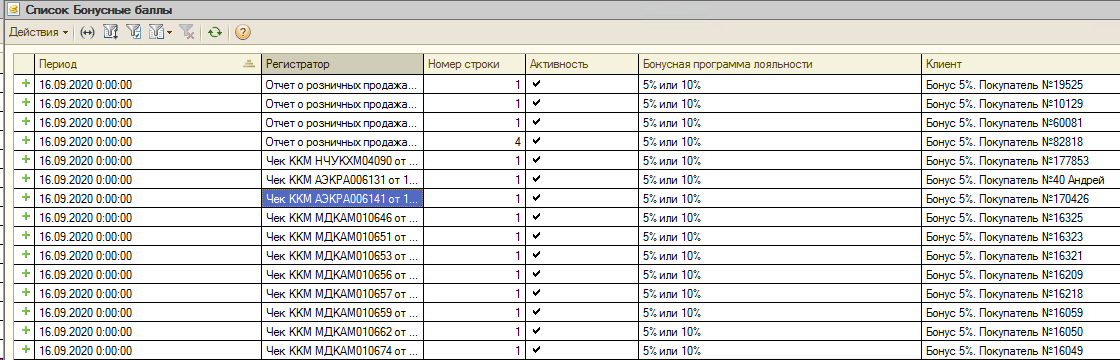 Список Бонусные баллы
Действия
Период Регистратор Номер строки Активность Бонусная программа лояльности Клиент
16.09.2020 0:00:00 Отчет о розничных продажа... 1 5% или 10% Бонус 5%. Покупатель №19525
16.09.2020 0:00:00 Отчет о розничных продажа... 1 5% или 10% Бонус 5%. Покупатель №10129
16.09.2020 0:00:00 Отчет о розничных продажа... 1 5% или 10% Бонус 5%. Покупатель №60081
16.09.2020 0:00:00 Отчет о розничных продажа... 4 5% или 10% Бонус 5%. Покупатель №82818
16.09.2020 0:00:00 Чек ККМ НЧУКХМ04090 от ... 1 5% или 10% Бонус 5%. Покупатель №177853
16.09.2020 0:00:00 Чек ККМ АЭКРА006131 от 1... 1 5% или 10% Бонус 5%. Покупатель №40 Андрей
16.09.2020 0:00:00 Чек ККМ АЭКРА006141 от 1... 1 5% или 10% Бонус 5%. Покупатель №170426
16.09.2020 0:00:00 Чек ККМ МДКАМ010646 от ... 1 5% или 10% Бонус 5%. Покупатель №16325
16.09.2020 0:00:00 Чек ККМ МДКАМ010651 от ... 1 5% или 10% Бонус 5%. Покупатель №16323
16.09.2020 0:00:00 Чек ККМ МДКАМ010653 от ... 1 5% или 10% Бонус 5%. Покупатель №16321
16.09.2020 0:00:00 Чек ККМ МДКАМ010656 от ... 1 5% или 10% Бонус 5%. Покупатель №16209
16.09.2020 0:00:00 Чек ККМ МДКАМ010657 от ... 1 5% или 10% Бонус 5%. Покупатель №16218
16.09.2020 0:00:00 Чек ККМ МДКАМ010659 от ... 1 5% или 10% Бонус 5%. Покупатель №16059
16.09.2020 0:00:00 Чек ККМ МДКАМ010662 от ... 1 5% или 10% Бонус 5%. Покупатель №16050
16.09.2020 0:00:00 Чек ККМ МДКАМ010674 от ... 1 5% или 10% Бонус 5%. Покупатель №16049